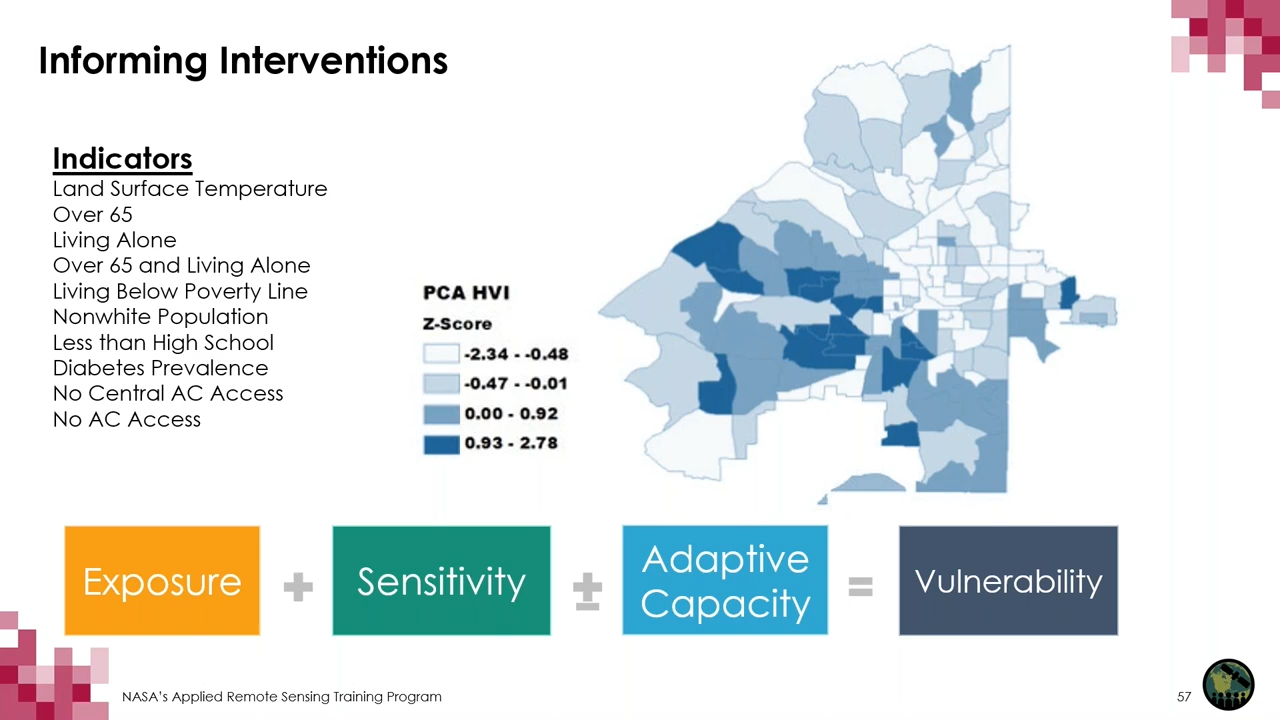 Informing Interventions
Indicators
Land Surface Temperature
Over 65
Living Alone
Over 65 and Living Alone
Living Below Poverty Line
Nonwhite Population
Less than High School
Diabetes Prevalence
No Central AC Access
No AC Access
PCA HVI
Z-Score
-2.34 - -0.48
-0.47 - -0.01
0.00 - 0.92
0.93 - 2.78
Exposure + Sensitivity ± Adaptive Capacity = Vulnerability
NASA's Applied Remote Sensing Training Program
57